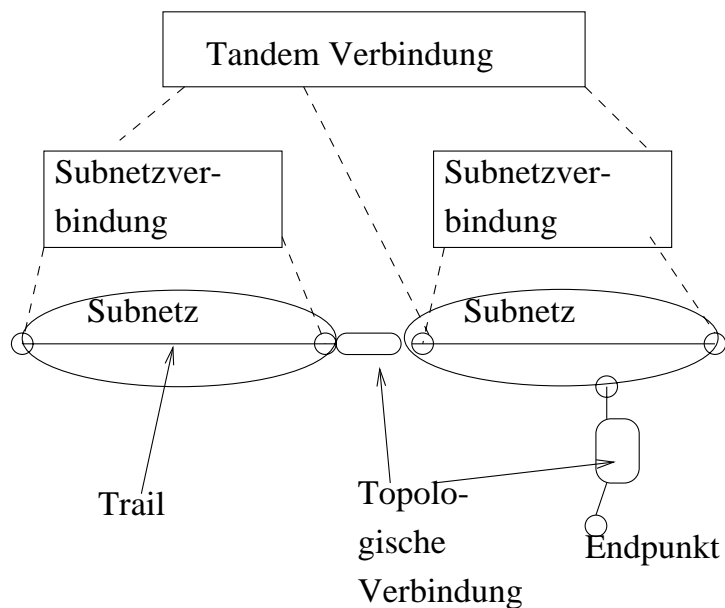 Tandem Verbindung
Subnetzver-
bindung
Subnetzver-
bindung
Subnetz
Subnetz
Trail
Topolo-
gische
Verbindung
Endpunkt